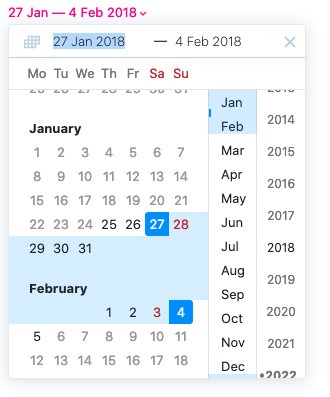 27 Jan — 4 Feb 2018
27 Jan 2018 — 4 Feb 2018
Mo Tu We Th Fr Sa Su
January
1 2 3 4 5 6 7
8 9 10 11 12 13 14
15 16 17 18 19 20 21
22 23 24 25 26 27 28
29 30 31
February
1 2 3 4
5 6 7 8 9 10 11
12 13 14 15 16 17 18
Jan
Feb
Mar
Apr
May
Jun
Jul
Aug
Sep
Oct
Nov
Dec
2014
2015
2016
2017
2018
2019
2020
2021
2022